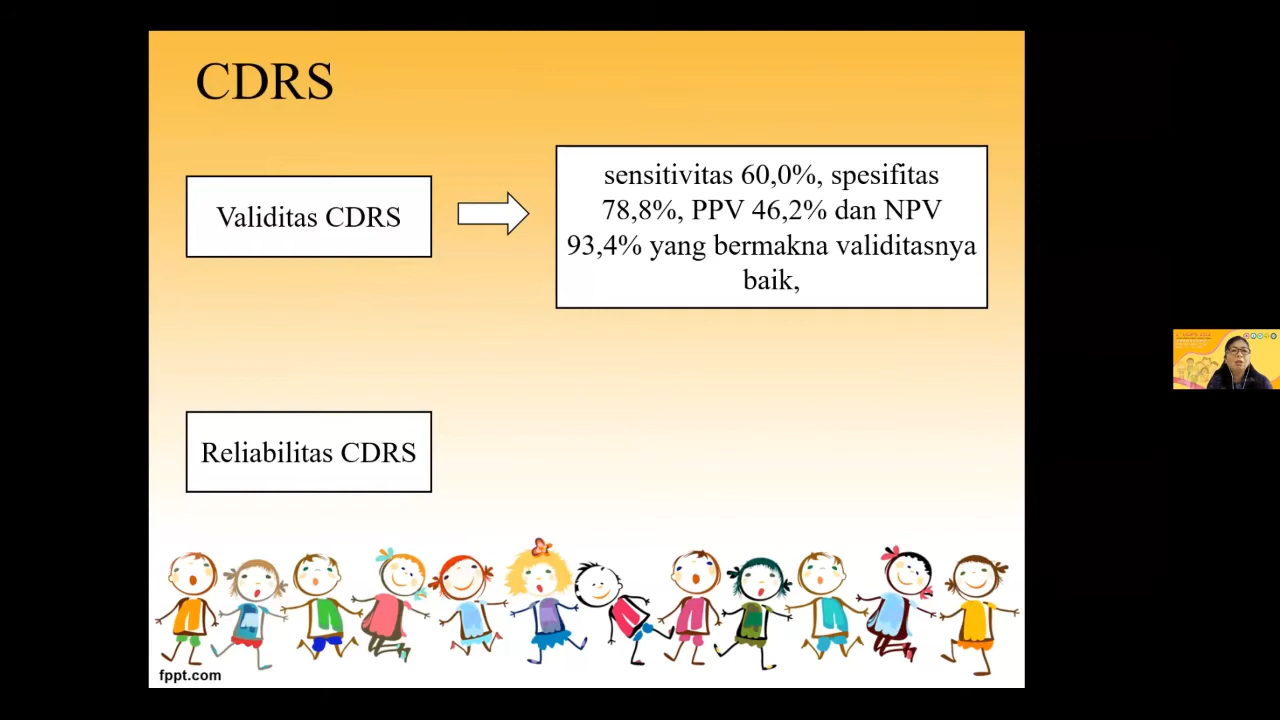 CDRS
Validitas CDRS
sensitivitas 60,0%, spesifitas
78,8%, PPV 46,2% dan NPV
93,4% yang bermakna validitasnya
baik,
Reliabilitas CDRS
fppt.com